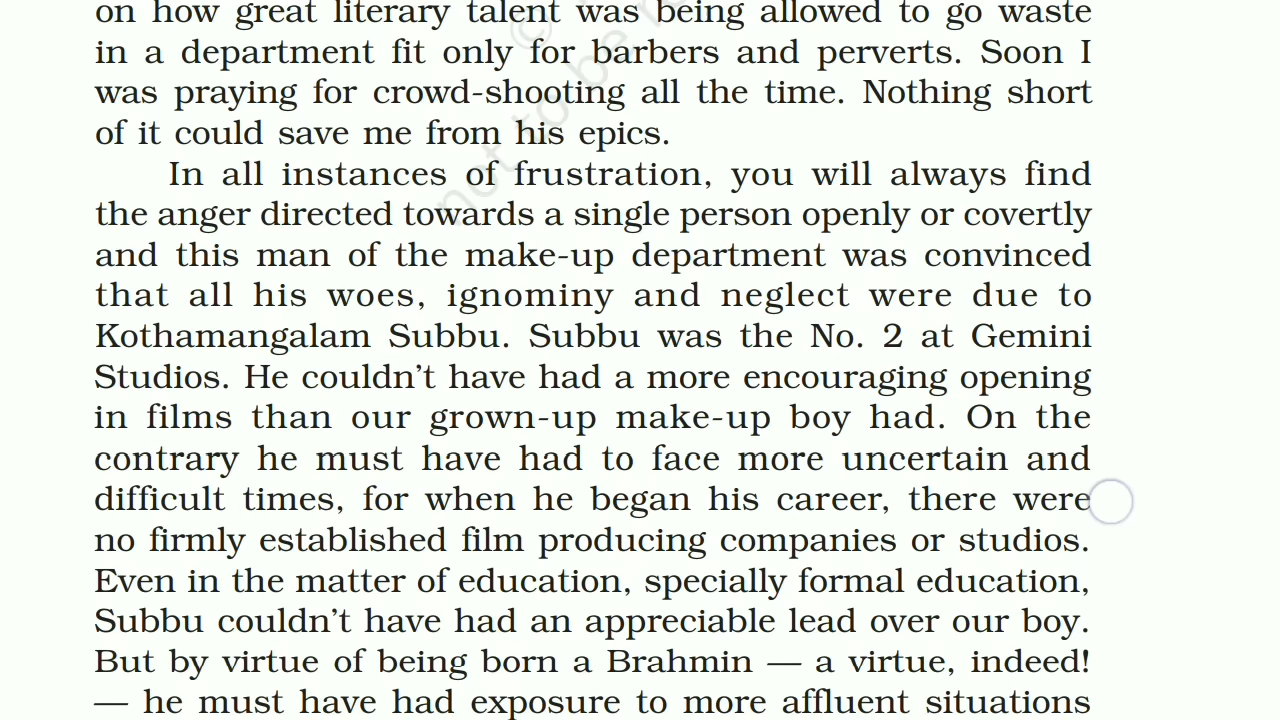 on how great literary talent was being allowed to go waste
in a department fit only for barbers and perverts. Soon I
was praying for crowd-shooting all the time. Nothing short
of it could save me from his epics.
In all instances of frustration, you will always find
the anger directed towards a single person openly or covertly
and this man of the make-up department was convinced
that all his woes, ignominy and neglect were due to
Kothamangalam Subbu. Subbu was the No. 2 at Gemini
Studios. He couldn’t have had a more encouraging opening
in films than our grown-up make-up boy had. On the
contrary he must have had to face more uncertain and
difficult times, for when he began his career, there were
no firmly established film producing companies or studios.
Even in the matter of education, specially formal education,
Subbu couldn’t have had an appreciable lead over our boy.
But by virtue of being born a Brahmin — a virtue, indeed!
— he must have had exposure to more affluent situations
©
not to be